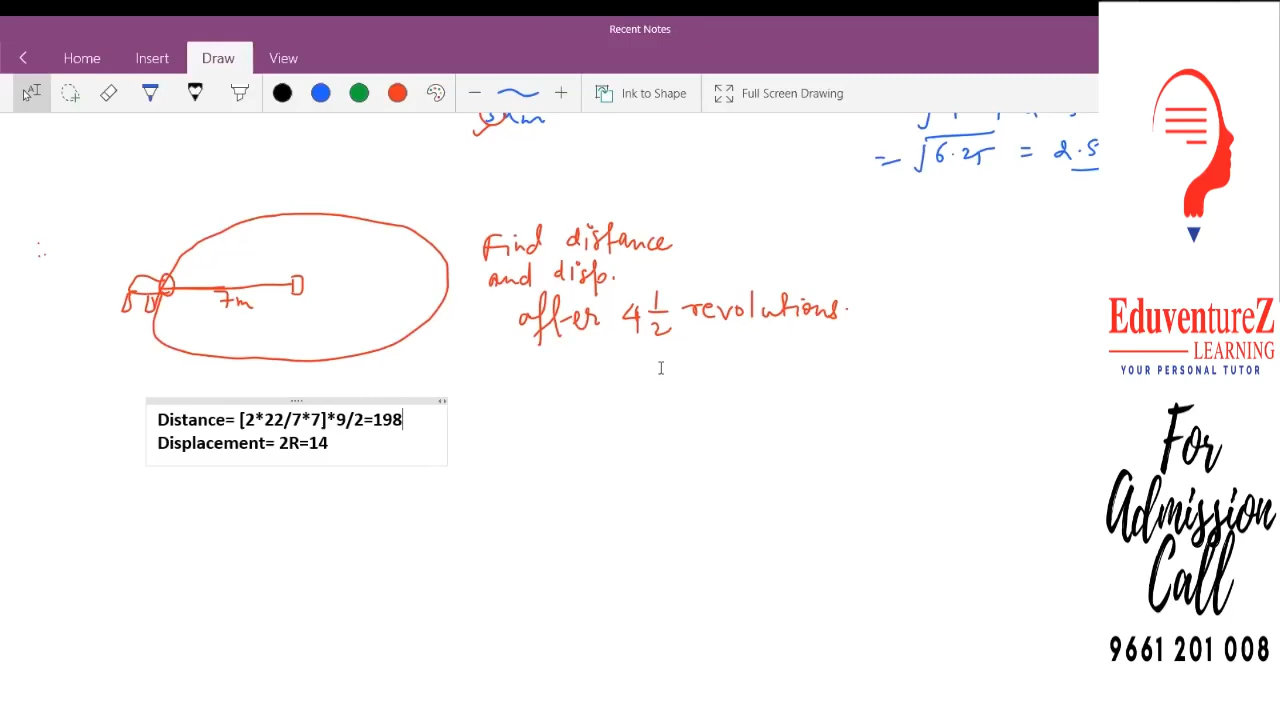 Recent Notes
Home Insert Draw View
Ink to Shape Full Screen Drawing
= √6.25 = 2.5
Find distance
and disp.
after 4 1/2 revolutions.
7m
Distance= [2*22/7*7]*9/2=198
Displacement= 2R=14
EduventureZ
LEARNING
YOUR PERSONAL TUTOR
For
Admission
Call
9661 201 008